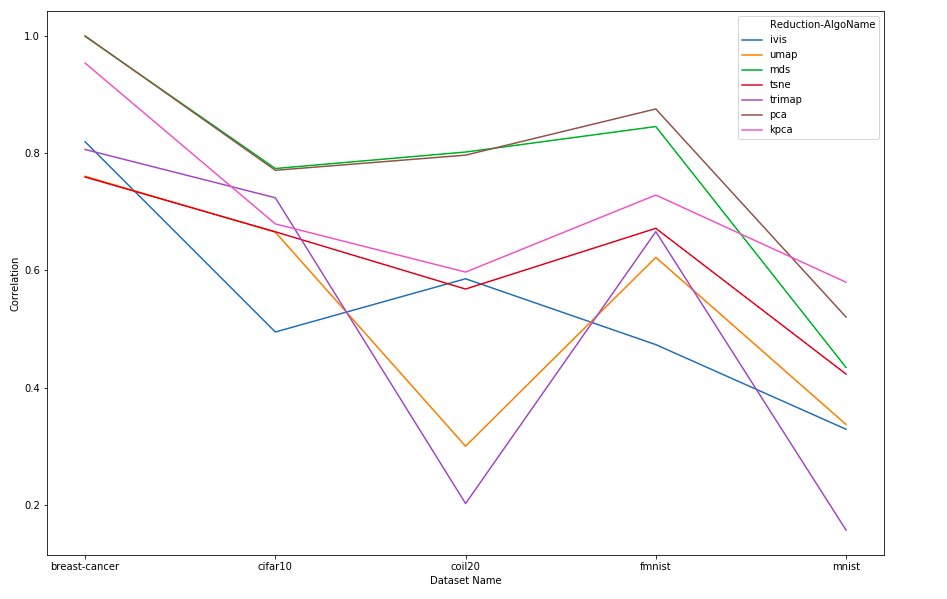 Reduction-AlgoName
ivis
umap
mds
tsne
trimap
pca
kpca
1.0
0.8
0.6
0.4
0.2
Correlation
breast-cancer cifar10 coil20 fmnist mnist
Dataset Name